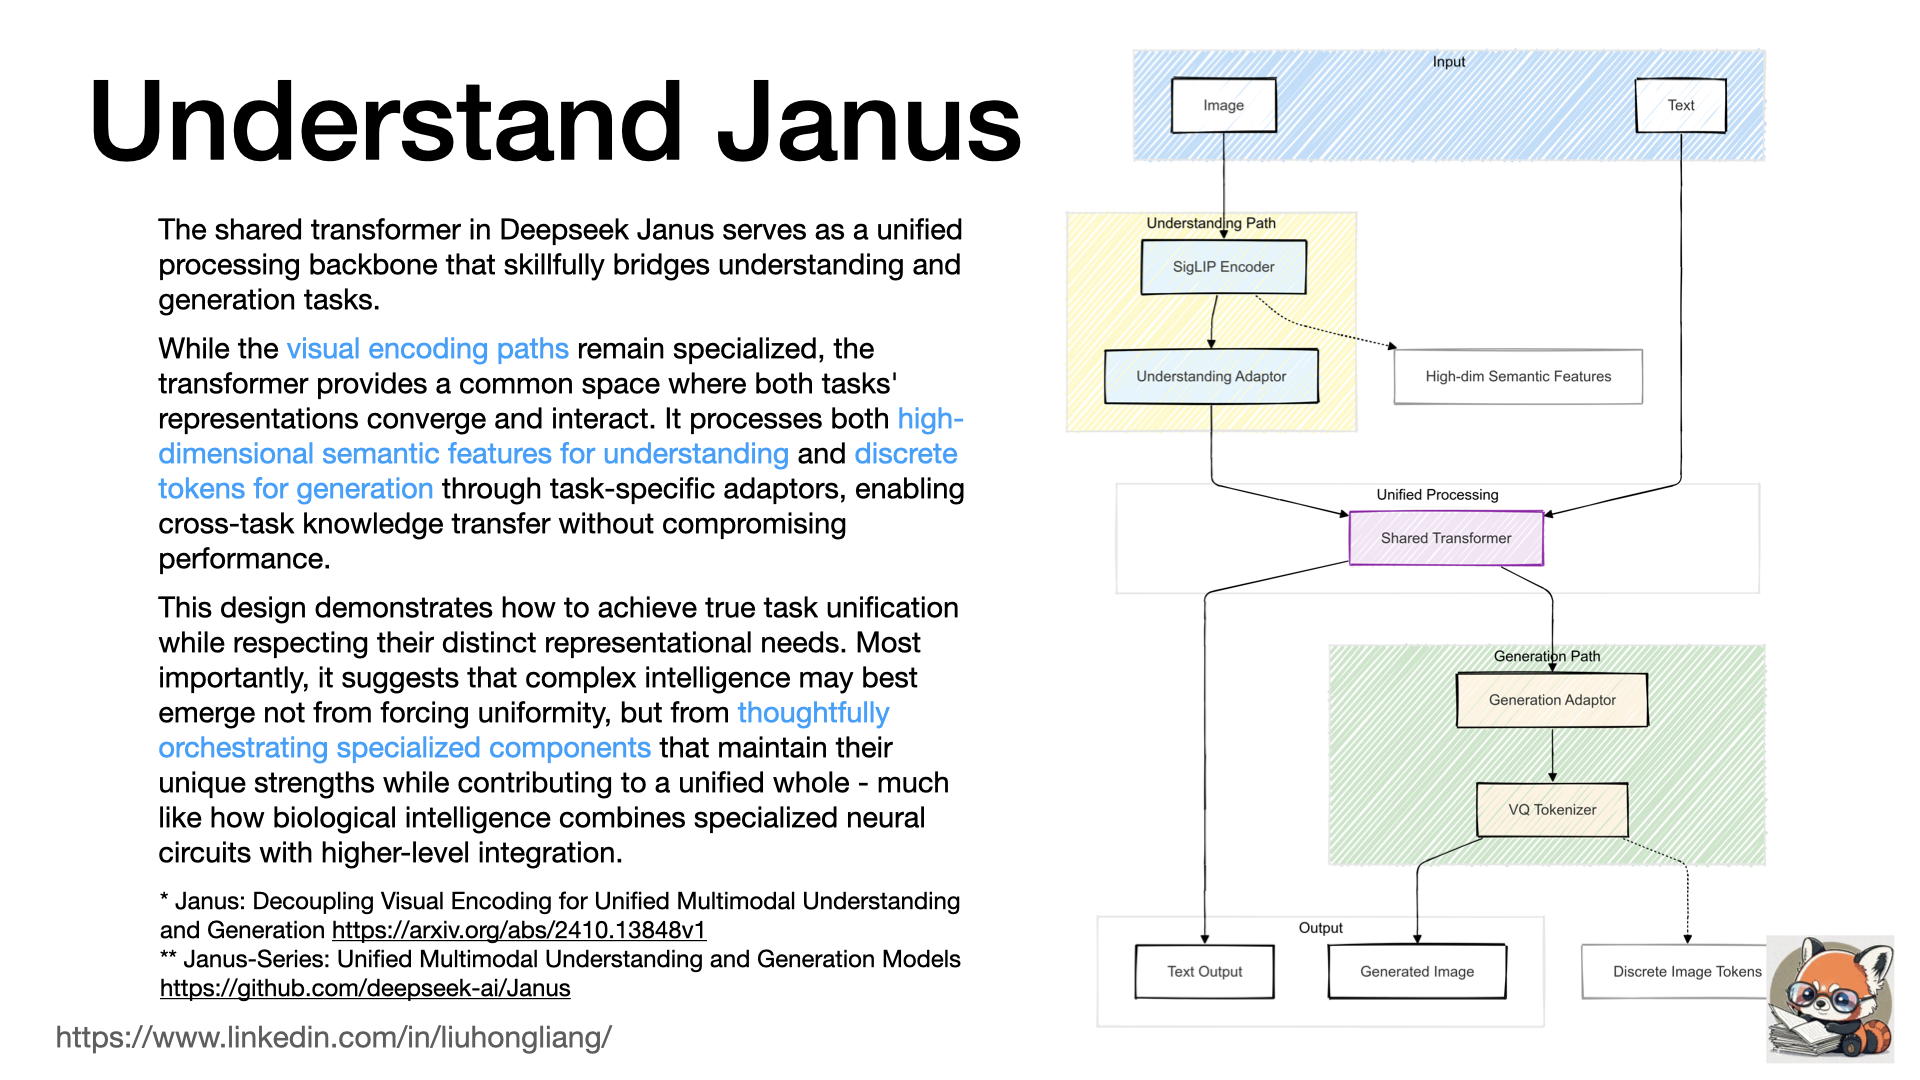 Understand Janus
The shared transformer in Deepseek Janus serves as a unified
processing backbone that skillfully bridges understanding and
generation tasks.
While the visual encoding paths remain specialized, the
transformer provides a common space where both tasks'
representations converge and interact. It processes both high-
dimensional semantic features for understanding and discrete
tokens for generation through task-specific adaptors, enabling
cross-task knowledge transfer without compromising
performance.
This design demonstrates how to achieve true task unification
while respecting their distinct representational needs. Most
importantly, it suggests that complex intelligence may best
emerge not from forcing uniformity, but from thoughtfully
orchestrating specialized components that maintain their
unique strengths while contributing to a unified whole - much
like how biological intelligence combines specialized neural
circuits with higher-level integration.
* Janus: Decoupling Visual Encoding for Unified Multimodal Understanding
and Generation https://arxiv.org/abs/2410.13848v1
** Janus-Series: Unified Multimodal Understanding and Generation Models
https://github.com/deepseek-ai/Janus
https://www.linkedin.com/in/liuhongliang/
Input
Image
Text
Understanding Path
SigLIP Encoder
Understanding Adaptor
High-dim Semantic Features
Unified Processing
Shared Transformer
Generation Path
Generation Adaptor
VQ Tokenizer
Output
Text Output
Generated Image
Discrete Image Tokens